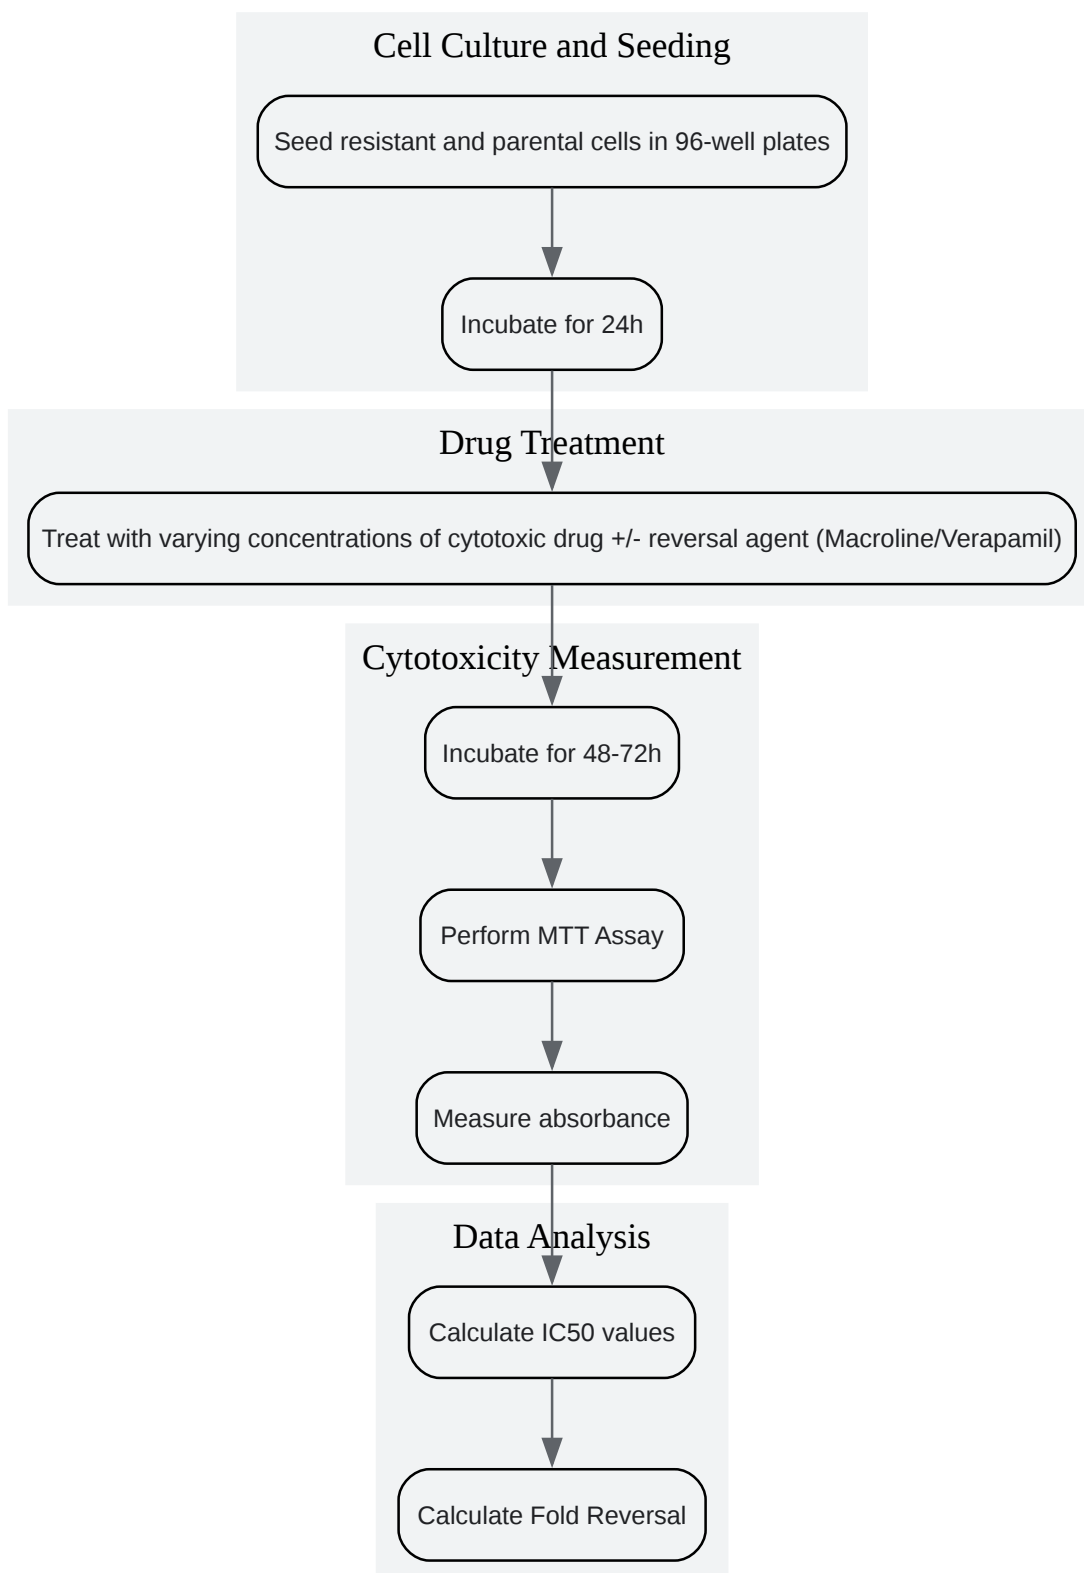 Cell Culture and Seeding
Seed resistant and parental cells in 96-well plates
Incubate for 24h
Drug Treatment
Treat with varying concentrations of cytotoxic drug +/- reversal agent (Macroline/Verapamil)
Cytotoxicity Measurement
Incubate for 48-72h
Perform MTT Assay
Measure absorbance
Data Analysis
Calculate IC50 values
Calculate Fold Reversal